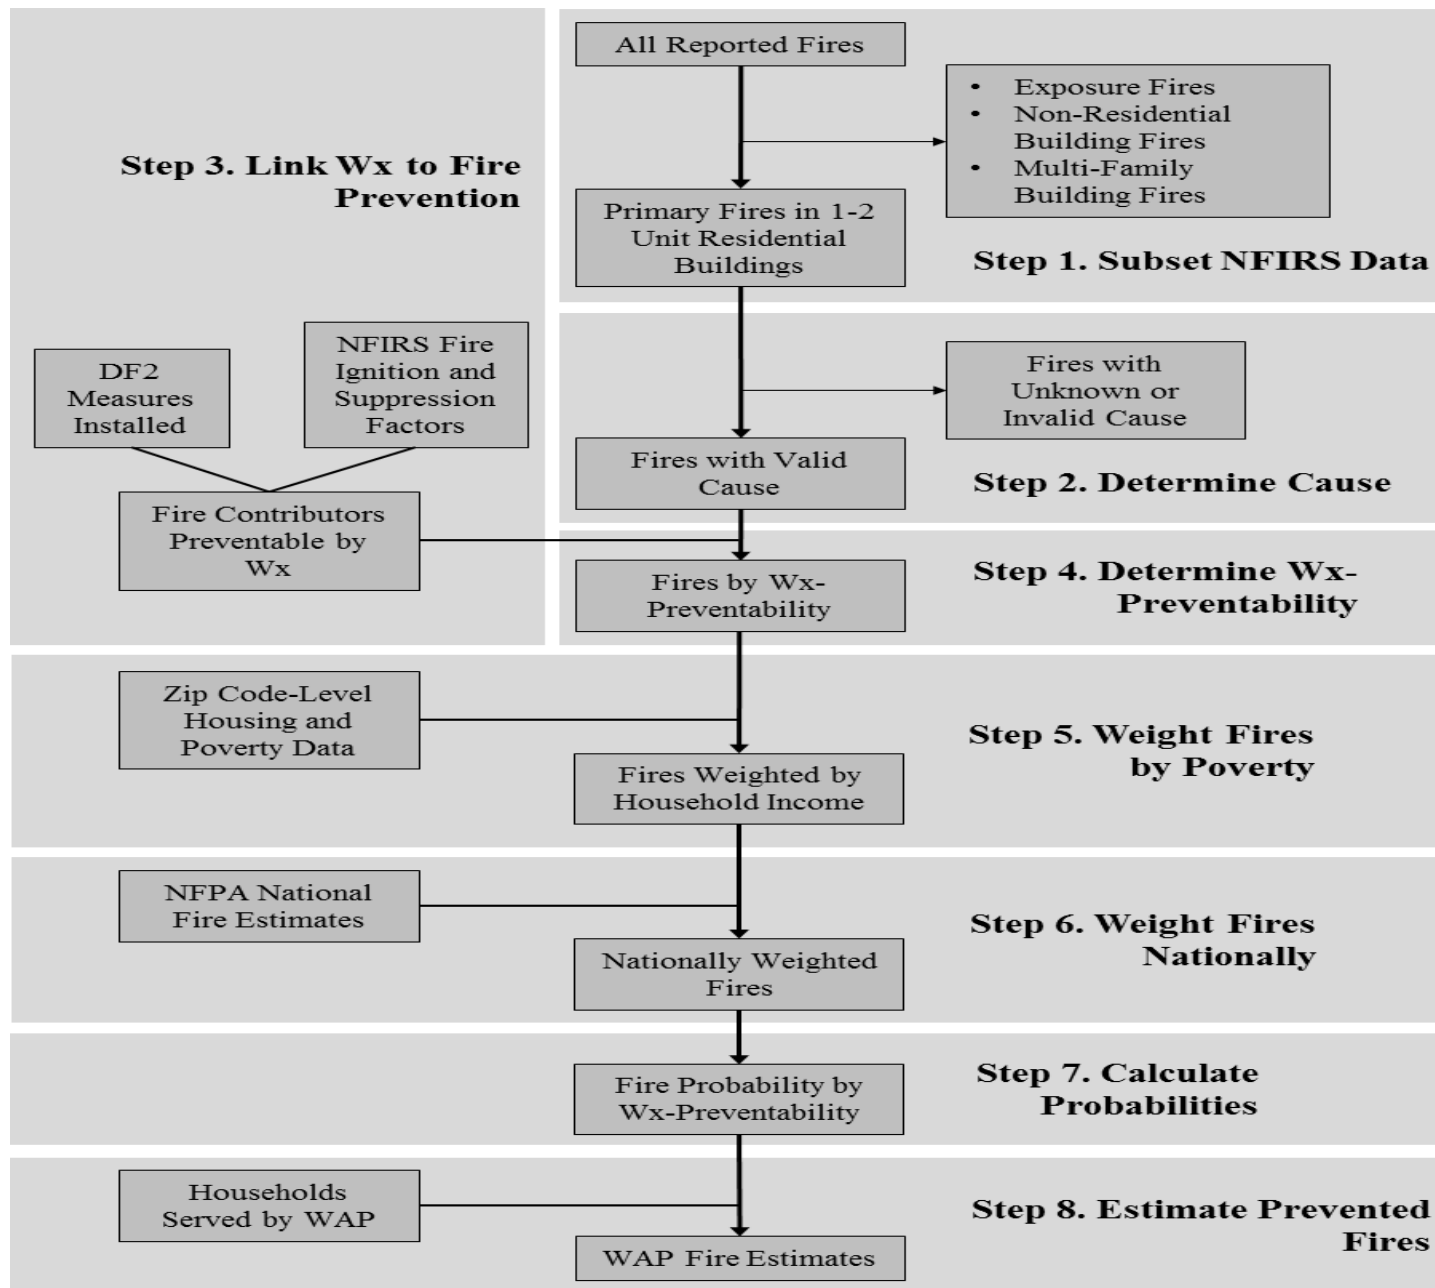 All Reported Fires
• Exposure Fires
• Non-Residential
Building Fires
• Multi-Family
Building Fires
Primary Fires in 1-2
Unit Residential
Buildings
Step 1. Subset NFIRS Data
Step 3. Link Wx to Fire
Prevention
DF2
Measures
Installed
NFIRS Fire
Ignition and
Suppression
Factors
Fire Contributors
Preventable by
Wx
Fires with
Unknown or
Invalid Cause
Fires with Valid
Cause
Step 2. Determine Cause
Fires by Wx-
Preventability
Step 4. Determine Wx-
Preventability
Zip Code-Level
Housing and
Poverty Data
Fires Weighted by
Household Income
Step 5. Weight Fires
by Poverty
NFPA National
Fire Estimates
Nationally Weighted
Fires
Step 6. Weight Fires
Nationally
Fire Probability by
Wx-Preventability
Step 7. Calculate
Probabilities
Households
Served by WAP
WAP Fire Estimates
Step 8. Estimate Prevented
Fires